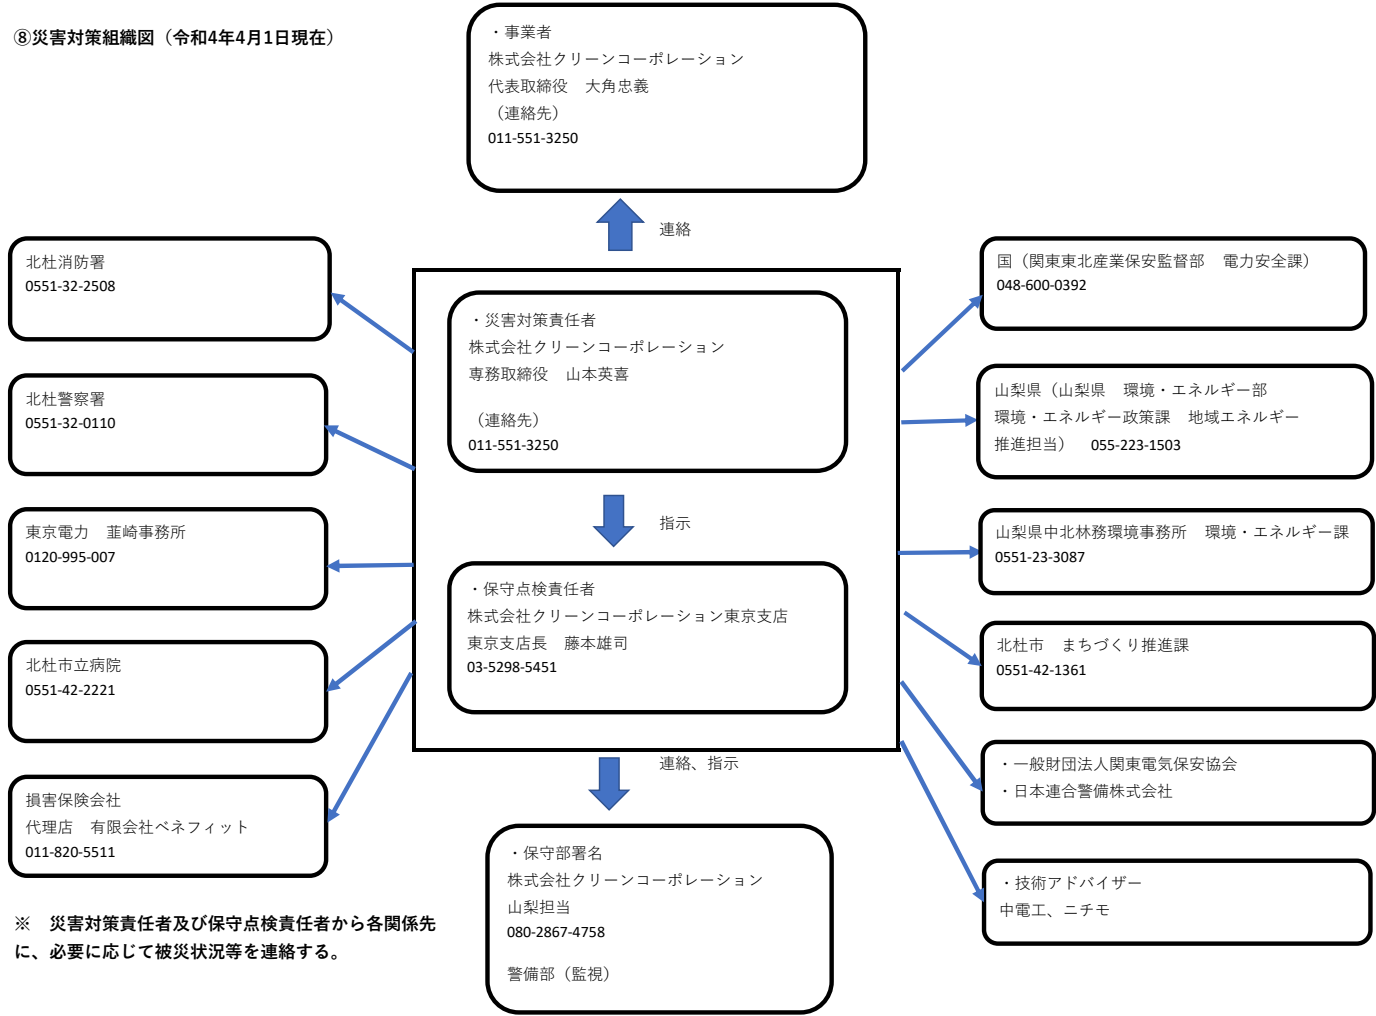 ⑧災害対策組織図（令和4年4月1日現在）
・事業者
株式会社クリーンコーポレーション
代表取締役　大角忠義
（連絡先）
011-551-3250
連絡
北杜消防署
0551-32-2508
北杜警察署
0551-32-0110
東京電力　韮崎事務所
0120-995-007
北杜市立病院
0551-42-2221
損害保険会社
代理店　有限会社ベネフィット
011-820-5511
・災害対策責任者
株式会社クリーンコーポレーション
専務取締役　山本英喜
（連絡先）
011-551-3250
指示
・保守点検責任者
株式会社クリーンコーポレーション東京支店
東京支店長　藤本雄司
03-5298-5451
連絡、指示
・保守部署名
株式会社クリーンコーポレーション
山梨担当
080-2867-4758
警備部（監視）
国（関東東北産業保安監督部　電力安全課）
048-600-0392
山梨県（山梨県　環境・エネルギー部
環境・エネルギー政策課　地域エネルギー
推進担当）　055-223-1503
山梨県中北林務環境事務所　環境・エネルギー課
0551-23-3087
北杜市　まちづくり推進課
0551-42-1361
・一般財団法人関東電気保安協会
・日本連合警備株式会社
・技術アドバイザー
中電工、ニチモ
※　災害対策責任者及び保守点検責任者から各関係先
に、必要に応じて被災状況等を連絡する。